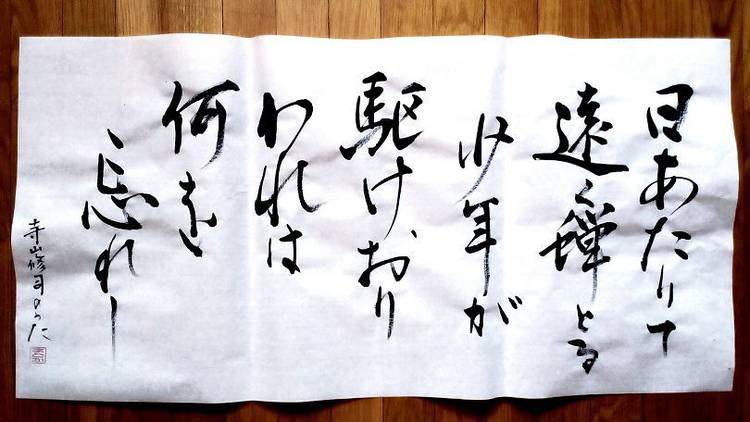 日あたりて
遠く蝉とる
少年が
駆けおり
われは
何を
忘れし
寺山修司のうた